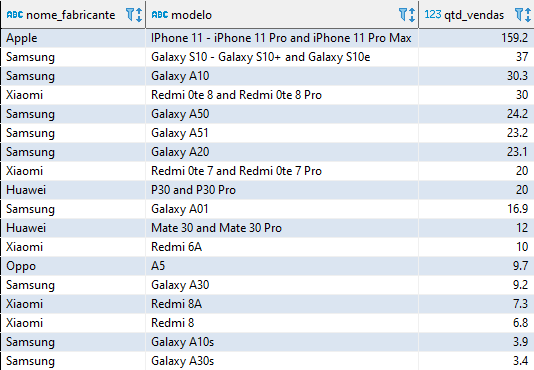 ABC nome_fabricante ABC modelo 123 qtd_vendas
Apple IPhone 11 - iPhone 11 Pro and iPhone 11 Pro Max 159.2
Samsung Galaxy S10 - Galaxy S10+ and Galaxy S10e 37
Samsung Galaxy A10 30.3
Xiaomi Redmi 0te 8 and Redmi 0te 8 Pro 30
Samsung Galaxy A50 24.2
Samsung Galaxy A51 23.2
Samsung Galaxy A20 23.1
Xiaomi Redmi 0te 7 and Redmi 0te 7 Pro 20
Huawei P30 and P30 Pro 20
Samsung Galaxy A01 16.9
Huawei Mate 30 and Mate 30 Pro 12
Xiaomi Redmi 6A 10
Oppo A5 9.7
Samsung Galaxy A30 9.2
Xiaomi Redmi 8A 7.3
Xiaomi Redmi 8 6.8
Samsung Galaxy A10s 3.9
Samsung Galaxy A30s 3.4